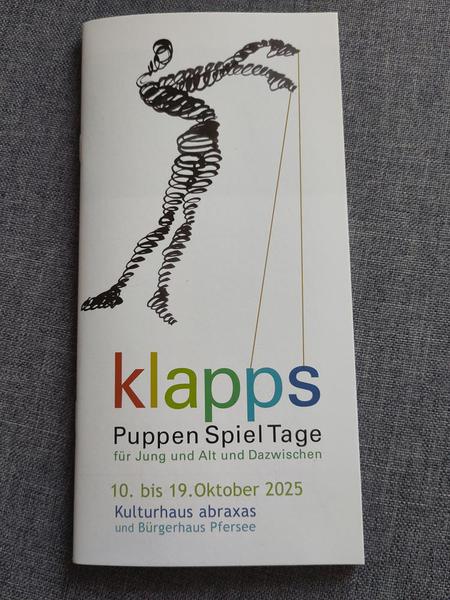 klapps
Puppen Spiel Tage
für Jung und Alt und Dazwischen
10. bis 19.Oktober 2025
Kulturhaus abraxas
und Bürgerhaus Pfersee